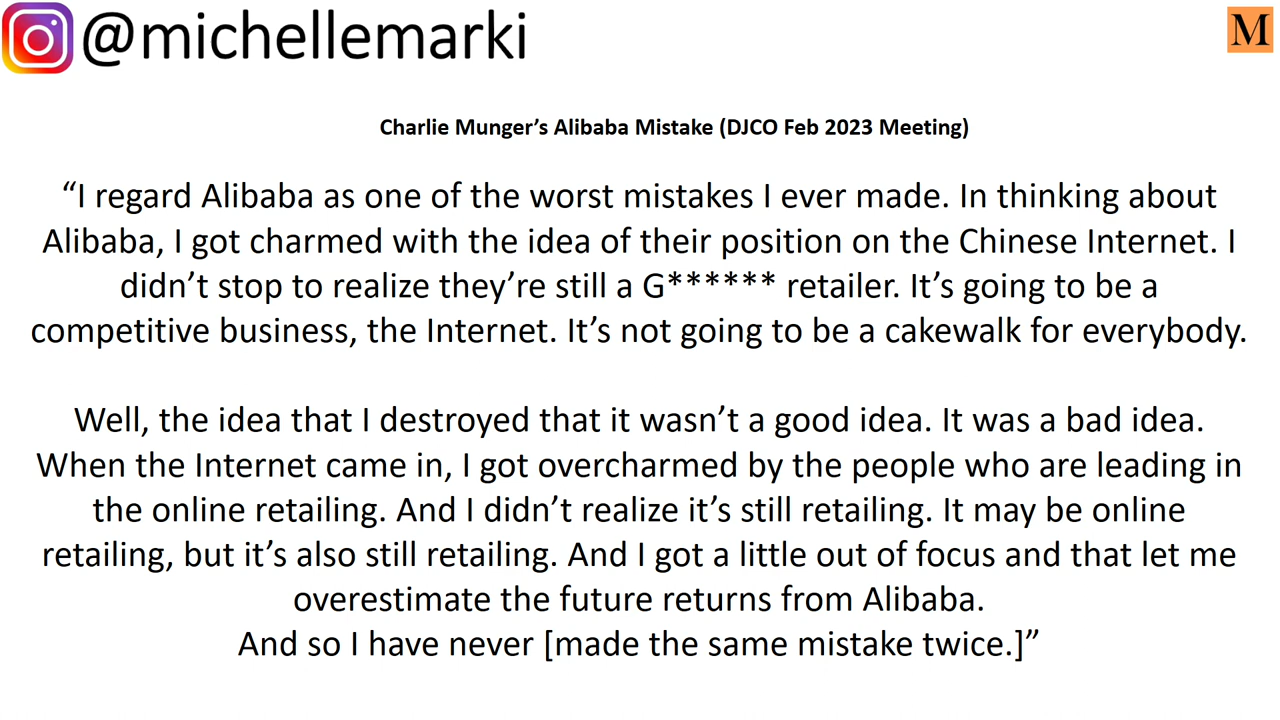 @michellemarki
M
Charlie Munger’s Alibaba Mistake (DJCO Feb 2023 Meeting)
“I regard Alibaba as one of the worst mistakes I ever made. In thinking about
Alibaba, I got charmed with the idea of their position on the Chinese Internet. I
didn’t stop to realize they’re still a G****** retailer. It’s going to be a
competitive business, the Internet. It’s not going to be a cakewalk for everybody.
Well, the idea that I destroyed that it wasn’t a good idea. It was a bad idea.
When the Internet came in, I got overcharmed by the people who are leading in
the online retailing. And I didn’t realize it’s still retailing. It may be online
retailing, but it’s also still retailing. And I got a little out of focus and that let me
overestimate the future returns from Alibaba.
And so I have never [made the same mistake twice.]”